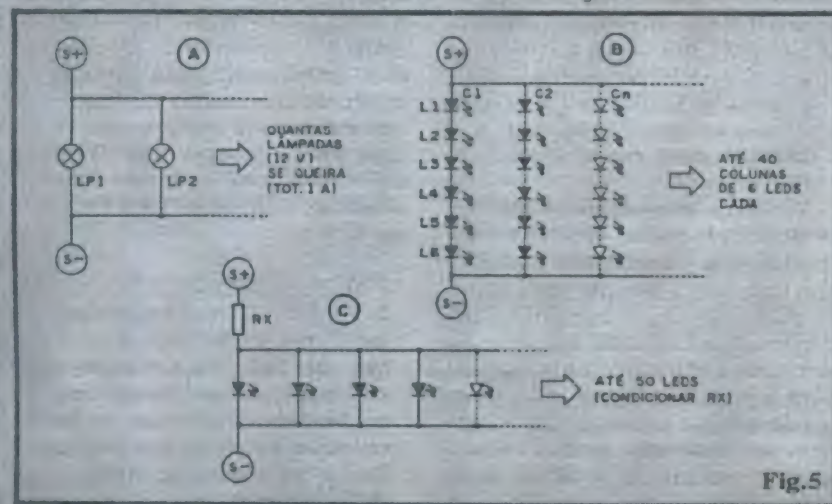 S+
A
QUANTAS
LÂMPADAS
(12 V)
SE QUEIRA
(TOT. 1 A)
LP1
LP2
S-
S+
B
C1
C2
Cn
L1
L2
L3
L4
L5
L6
ATÉ 40
COLUNAS
DE 6 LEDS
CADA
S-
S+
RX
C
ATÉ 50 LEDS
(CONDICIONAR RX)
S-
Fig.5